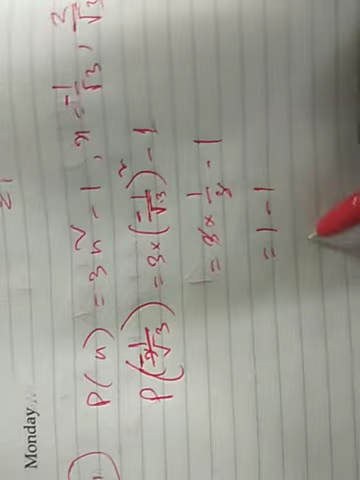 Monday
P(x) = 3x² - 1, x = -1/√3, 2/√3
P(-1/√3) = 3×(-1/√3)² - 1
= 3 × 1/3 - 1
= 1 - 1